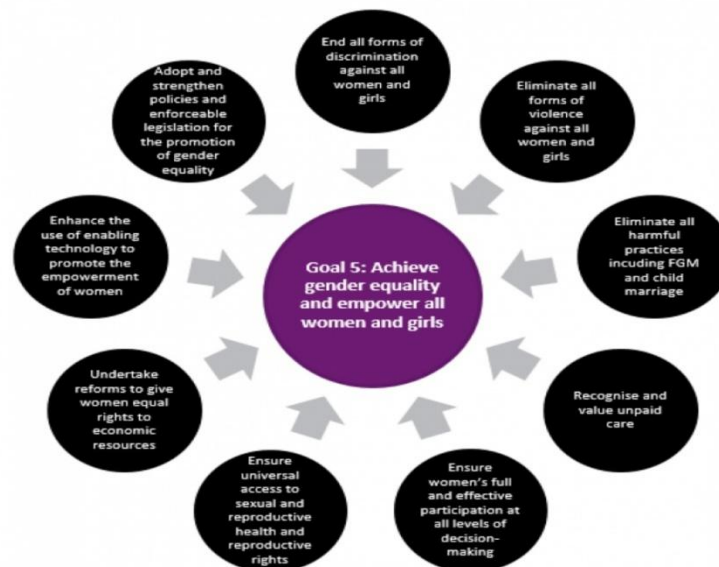 End all forms of
discrimination
against all
women and
girls
Eliminate all
forms of
violence
against all
women and
girls
Eliminate all
harmful
practices
incuding FGM
and child
marriage
Recognise and
value unpaid
care
Ensure
women's full
and effective
participation at
all levels of
decision-
making
Ensure
universal
access to
sexual and
reproductive
health and
reproductive
rights
Undertake
reforms to give
women equal
rights to
economic
resources
Enhance the
use of enabling
technology to
promote the
empowerment
of women
Adopt and
strengthen
policies and
enforceable
legislation for
the promotion
of gender
equality
Goal 5: Achieve
gender equality
and empower all
women and girls